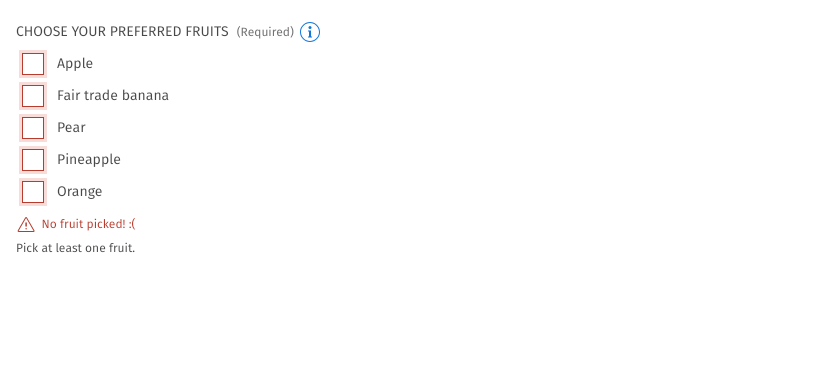 CHOOSE YOUR PREFERRED FRUITS (Required)
Apple
Fair trade banana
Pear
Pineapple
Orange
No fruit picked! :(
Pick at least one fruit.